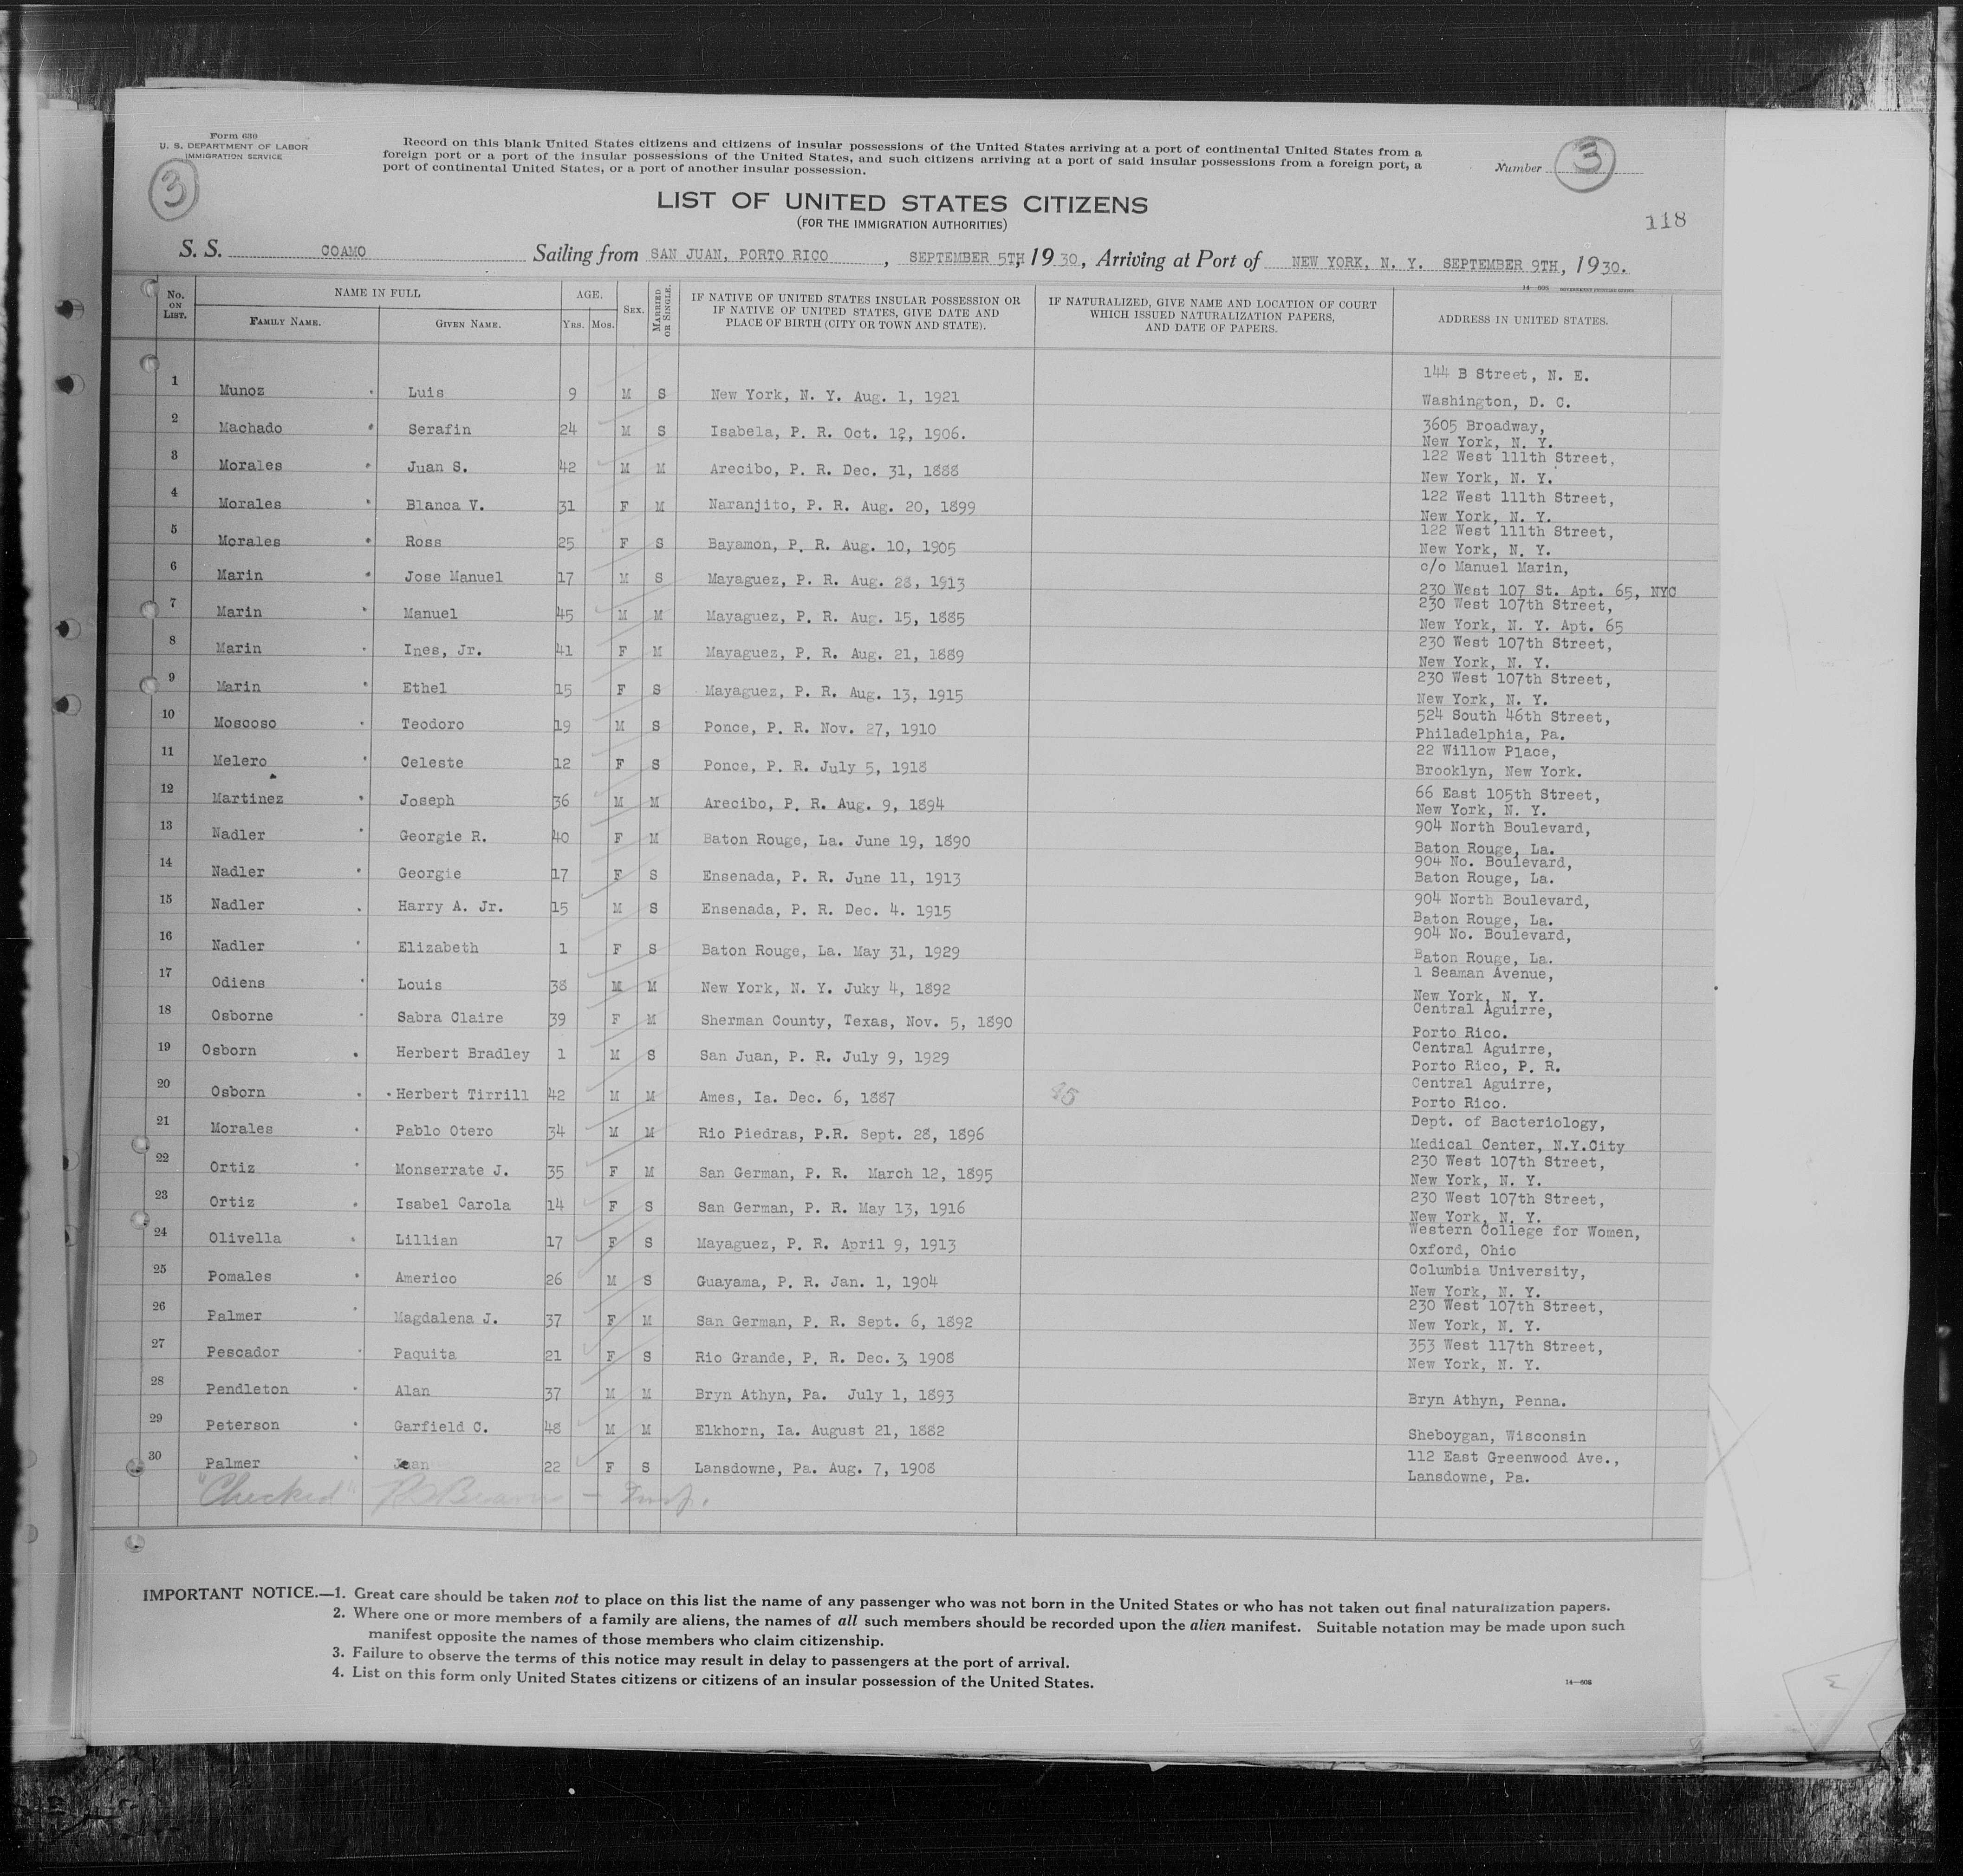 Form 630
U. S. DEPARTMENT OF LABOR
IMMIGRATION SERVICE
3
Record on this blank United States citizens and citizens of insular possessions of the United States arriving at a port of continental United States from a
foreign port or a port of the insular possessions of the United States, and such citizens arriving at a port of said insular possessions from a foreign port, a
port of continental United States, or a port of another insular possession.
Number 3
LIST OF UNITED STATES CITIZENS
(FOR THE IMMIGRATION AUTHORITIES)
118
S. S. COAMO Sailing from SAN JUAN, PORTO RICO, SEPTEMBER 5TH, 19 30, Arriving at Port of NEW YORK, N. Y. SEPTEMBER 9TH, 19 30.
14—608 GOVERNMENT PRINTING OFFICE
No. ON LIST. NAME IN FULL FAMILY NAME. GIVEN NAME. AGE. YRS. MOS. SEX. MARRIED OR SINGLE. IF NATIVE OF UNITED STATES INSULAR POSSESSION OR IF NATIVE OF UNITED STATES, GIVE DATE AND PLACE OF BIRTH (CITY OR TOWN AND STATE). IF NATURALIZED, GIVE NAME AND LOCATION OF COURT WHICH ISSUED NATURALIZATION PAPERS, AND DATE OF PAPERS. ADDRESS IN UNITED STATES.
1 Munoz Luis 9 M S New York, N. Y. Aug. 1, 1921 144 B Street, N. E.
Washington, D. C.
2 Machado Serafin 24 M S Isabela, P. R. Oct. 12, 1906. 3605 Broadway,
New York, N. Y.
3 Morales Juan S. 42 M M Arecibo, P. R. Dec. 31, 1888 122 West 111th Street,
New York, N. Y.
4 Morales Blanca V. 31 F M Naranjito, P. R. Aug. 20, 1899 122 West 111th Street,
New York, N. Y.
5 Morales Ross 25 F S Bayamon, P. R. Aug. 10, 1905 122 West 111th Street,
New York, N. Y.
6 Marin Jose Manuel 17 M S Mayaguez, P. R. Aug. 28, 1913 c/o Manuel Marin,
230 West 107 St. Apt. 65, NYC
7 Marin Manuel 45 M M Mayaguez, P. R. Aug. 15, 1885 230 West 107th Street,
New York, N. Y. Apt. 65
8 Marin Ines, Jr. 41 F M Mayaguez, P. R. Aug. 21, 1889 230 West 107th Street,
New York, N. Y.
9 Marin Ethel 15 F S Mayaguez, P. R. Aug. 13, 1915 230 West 107th Street,
New York, N. Y.
10 Moscoso Teodoro 19 M S Ponce, P. R. Nov. 27, 1910 524 South 46th Street,
Philadelphia, Pa.
11 Melero Celeste 12 F S Ponce, P. R. July 5, 1918 22 Willow Place,
Brooklyn, New York.
12 Martinez Joseph 36 M M Arecibo, P. R. Aug. 9, 1894 66 East 105th Street,
New York, N. Y.
13 Nadler Georgie R. 40 F M Baton Rouge, La. June 19, 1890 904 North Boulevard,
Baton Rouge, La.
14 Nadler Georgie 17 F S Ensenada, P. R. June 11, 1913 904 No. Boulevard,
Baton Rouge, La.
15 Nadler Harry A. Jr. 15 M S Ensenada, P. R. Dec. 4. 1915 904 North Boulevard,
Baton Rouge, La.
16 Nadler Elizabeth 1 F S Baton Rouge, La. May 31, 1929 904 No. Boulevard,
Baton Rouge, La.
17 Odiens Louis 38 M M New York, N. Y. Juky 4, 1892 1 Seaman Avenue,
New York, N. Y.
18 Osborne Sabra Claire 39 F M Sherman County, Texas, Nov. 5, 1890 Central Aguirre,
Porto Rico.
19 Osborn Herbert Bradley 1 M S San Juan, P. R. July 9, 1929 Central Aguirre,
Porto Rico, P. R.
20 Osborn Herbert Tirrill 42 M M Ames, Ia. Dec. 6, 1887 Central Aguirre,
Porto Rico.
21 Morales Pablo Otero 34 M M Rio Piedras, P.R. Sept. 28, 1896 Dept. of Bacteriology,
Medical Center, N.Y.City
22 Ortiz Monserrate J. 35 F M San German, P. R. March 12, 1895 230 West 107th Street,
New York, N. Y.
23 Ortiz Isabel Carola 14 F S San German, P. R. May 13, 1916 230 West 107th Street,
New York, N. Y.
24 Olivella Lillian 17 F S Mayaguez, P. R. April 9, 1913 Western College for Women,
Oxford, Ohio
25 Pomales Americo 26 M S Guayama, P. R. Jan. 1, 1904 Columbia University,
New York, N. Y.
26 Palmer Magdalena J. 37 F M San German, P. R. Sept. 6, 1892 230 West 107th Street,
New York, N. Y.
27 Pescador Paquita 21 F S Rio Grande, P. R. Dec. 3, 1908 353 West 117th Street,
New York, N. Y.
28 Pendleton Alan 37 M M Bryn Athyn, Pa. July 1, 1893 Bryn Athyn, Penna.
29 Peterson Garfield C. 48 M M Elkhorn, Ia. August 21, 1882 Sheboygan, Wisconsin
30 Palmer Jean 22 F S Lansdowne, Pa. Aug. 7, 1908 112 East Greenwood Ave.,
Lansdowne, Pa.
"Checked"
IMPORTANT NOTICE.—1. Great care should be taken not to place on this list the name of any passenger who was not born in the United States or who has not taken out final naturalization papers.
2. Where one or more members of a family are aliens, the names of all such members should be recorded upon the alien manifest. Suitable notation may be made upon such
manifest opposite the names of those members who claim citizenship.
3. Failure to observe the terms of this notice may result in delay to passengers at the port of arrival.
4. List on this form only United States citizens or citizens of an insular possession of the United States.
14—608